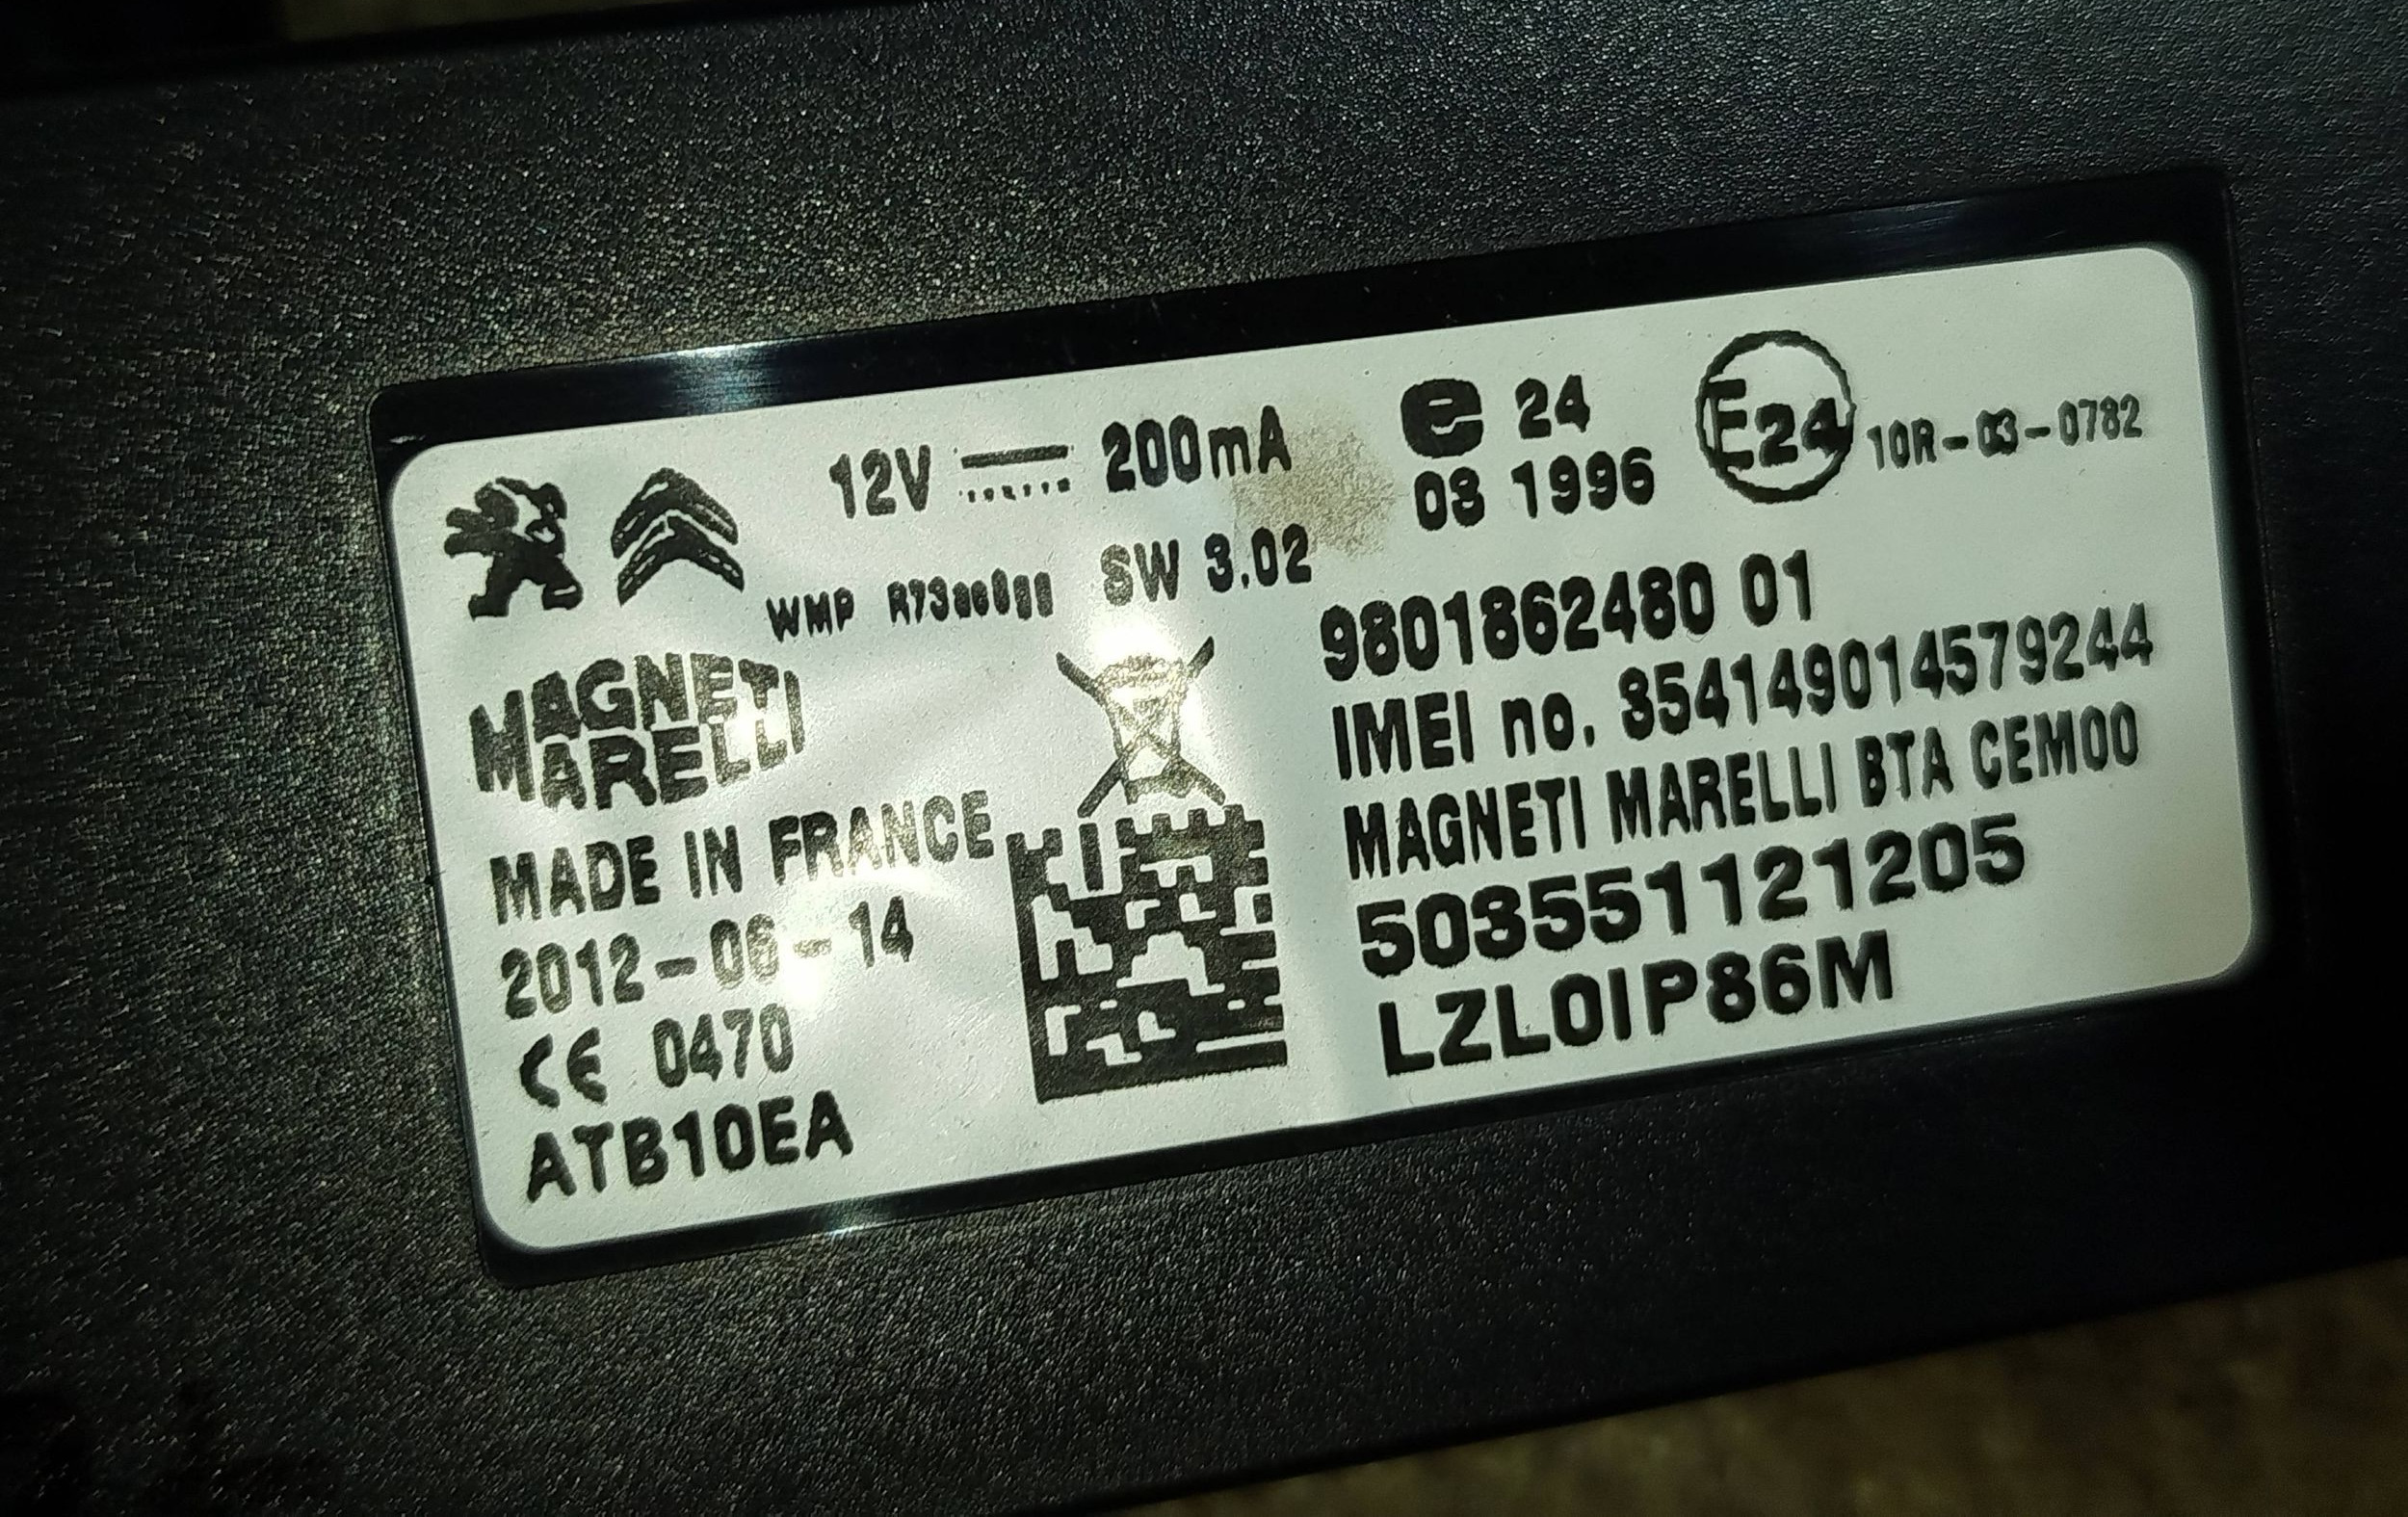 12V 200mA
e 24
03 1996
E24 10R-03-0782
WMP
SW 3.02
MAGNETI
MARELLI
MADE IN FRANCE
2012-06-14
CE 0470
ATB10EA
9801862480 01
IMEI no. 354149014579244
MAGNETI MARELLI BTA CEM00
503551121205
LZL0IP86M